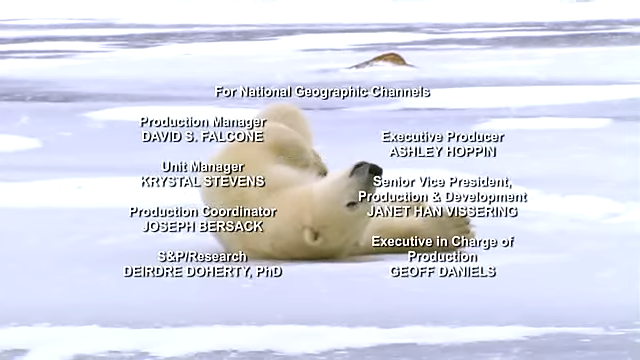 For National Geographic Channels
Production Manager
DAVID S. FALCONE
Unit Manager
KRYSTAL STEVENS
Production Coordinator
JOSEPH BERSACK
S&P/Research
DEIRDRE DOHERTY, PhD
Executive Producer
ASHLEY HOPPIN
Senior Vice President,
Production & Development
JANET HAN VISSERING
Executive in Charge of
Production
GEOFF DANIELS